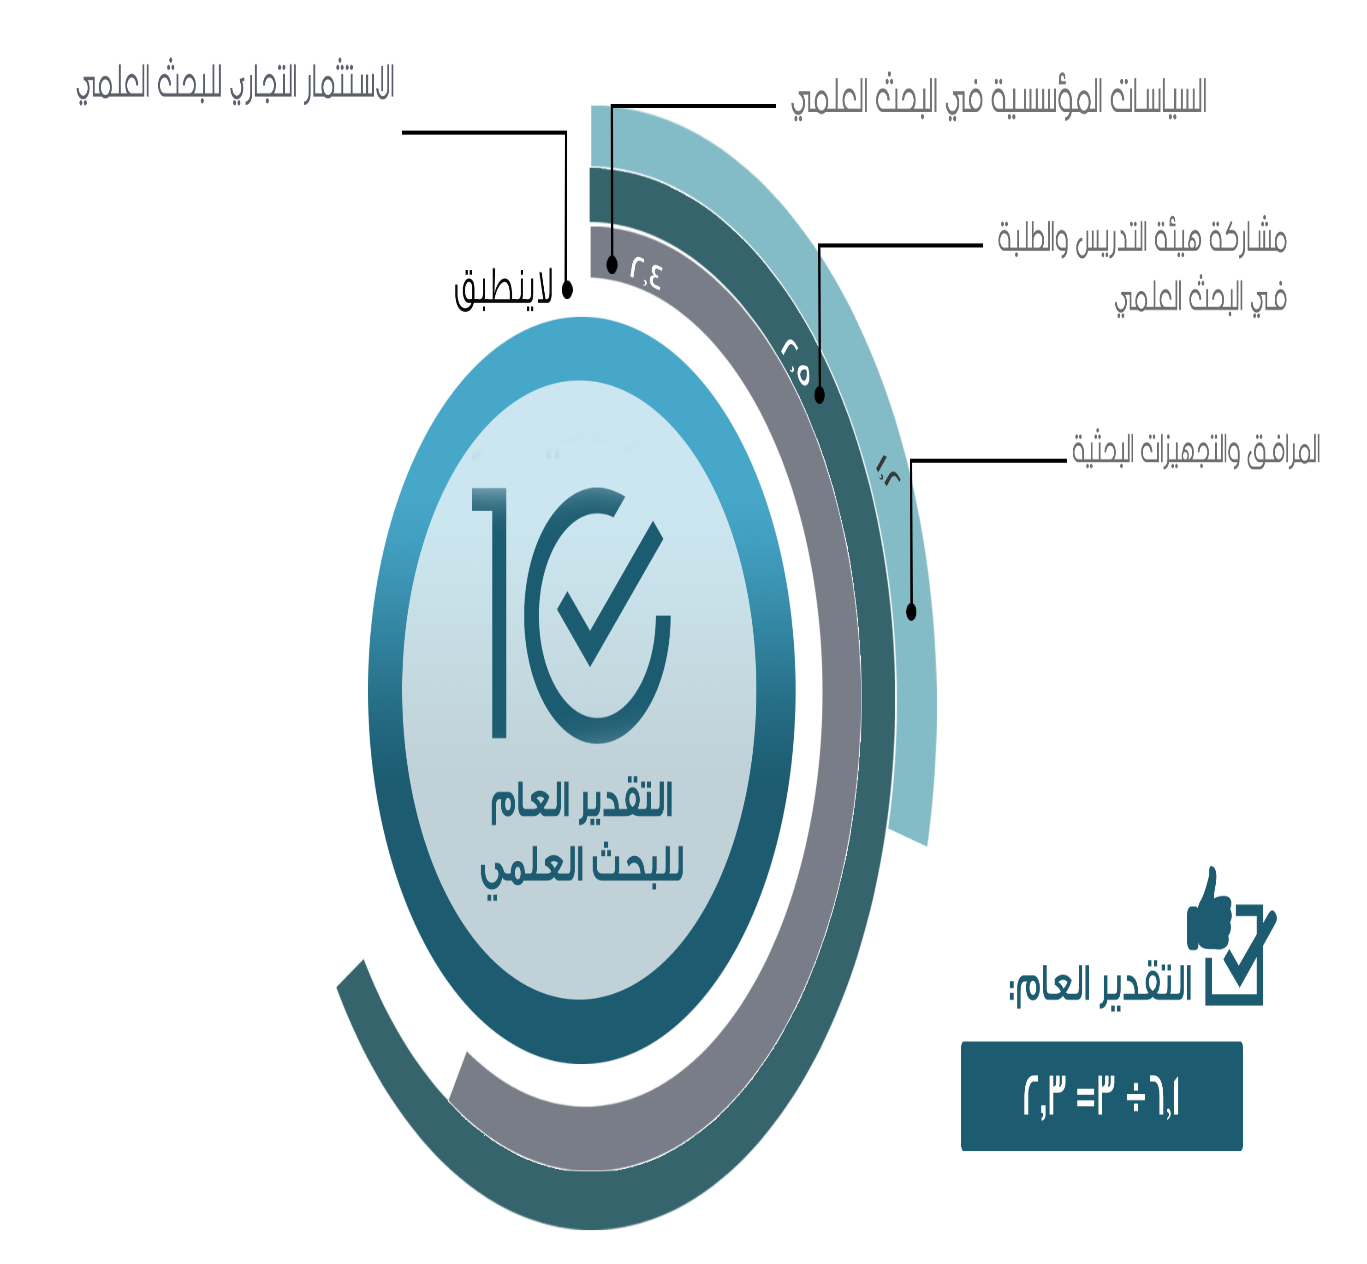 الاستثمار التجاري للبحث العلمي
السياسات المؤسسية في البحث العلمي
مشاركة هيئة التدريس والطلبة
في البحث العلمي
المرافق والتجهيزات البحثية
لاينطبق
٢,٤
٢,٥
١,٢
10
التقدير العام
للبحث العلمي
التقدير العام:
٦,١ ÷ ٣ = ٢,٣